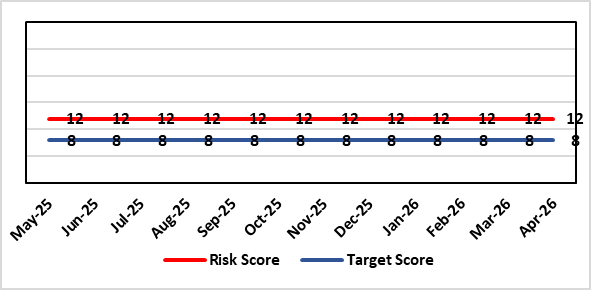 12 12 12 12 12 12 12 12 12 12 12 12
8 8 8 8 8 8 8 8 8 8 8 8
May-25 Jun-25 Jul-25 Aug-25 Sep-25 Oct-25 Nov-25 Dec-25 Jan-26 Feb-26 Mar-26 Apr-26
Risk Score Target Score